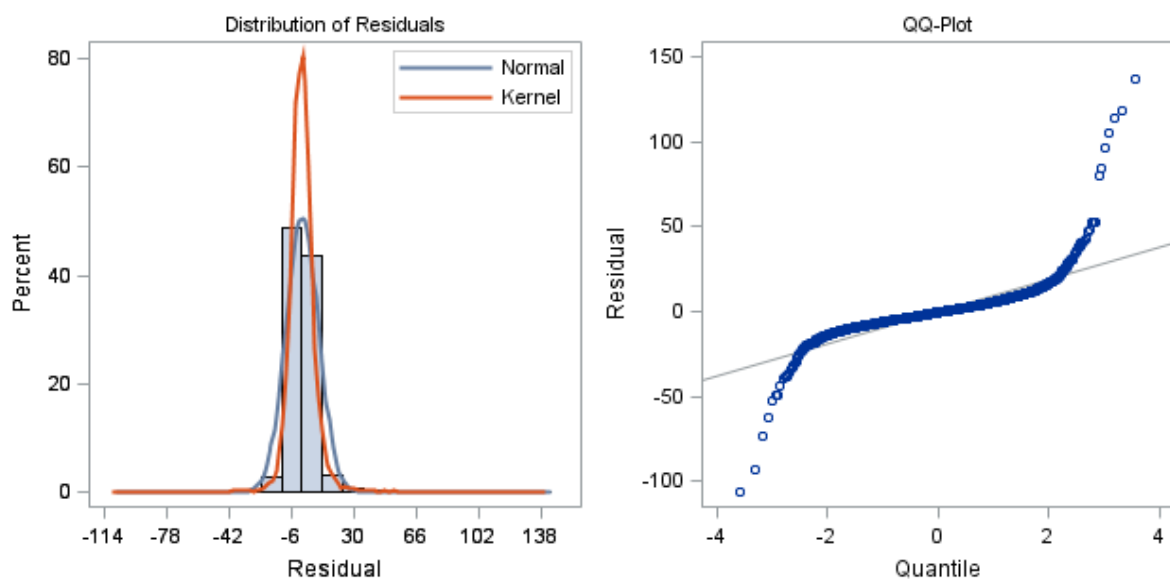 Distribution of Residuals
80
60
40
20
0
Percent
Normal
Kernel
-114 -78 -42 -6 30 66 102 138
Residual
QQ-Plot
150
100
50
0
-50
-100
Residual
-4 -2 0 2 4
Quantile